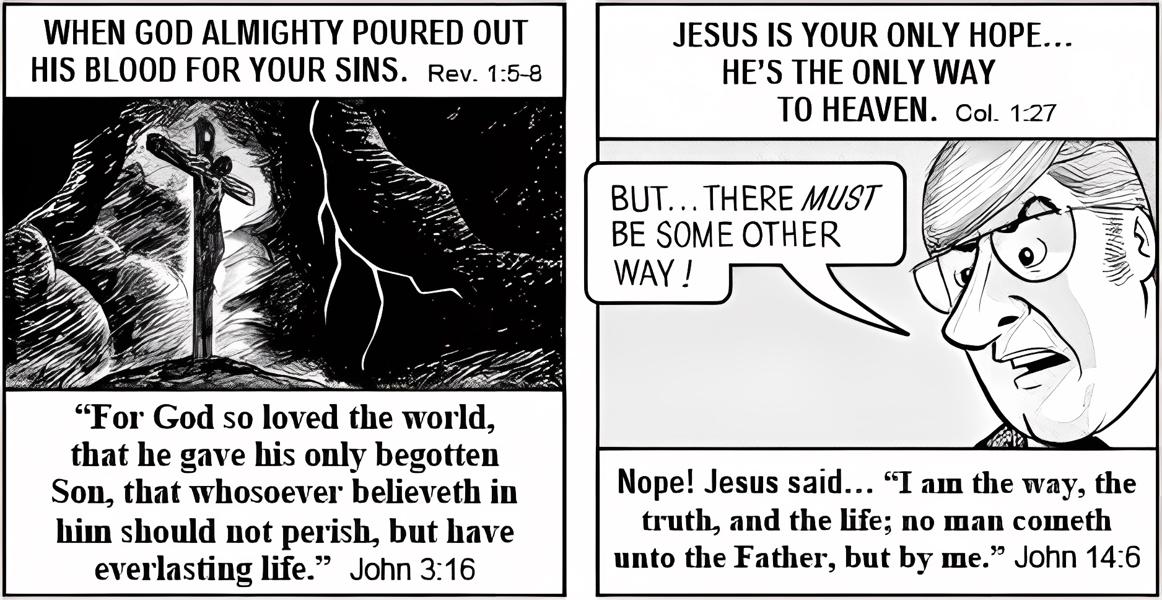 WHEN GOD ALMIGHTY POURED OUT
HIS BLOOD FOR YOUR SINS. Rev. 1:5-8
“For God so loved the world,
that he gave his only begotten
Son, that whosoever believeth in
him should not perish, but have
everlasting life.” John 3:16
JESUS IS YOUR ONLY HOPE...
HE’S THE ONLY WAY
TO HEAVEN. Col. 1:27
BUT...THERE MUST
BE SOME OTHER
WAY!
Nope! Jesus said... “I am the way, the
truth, and the life; no man cometh
unto the Father, but by me.” John 14:6